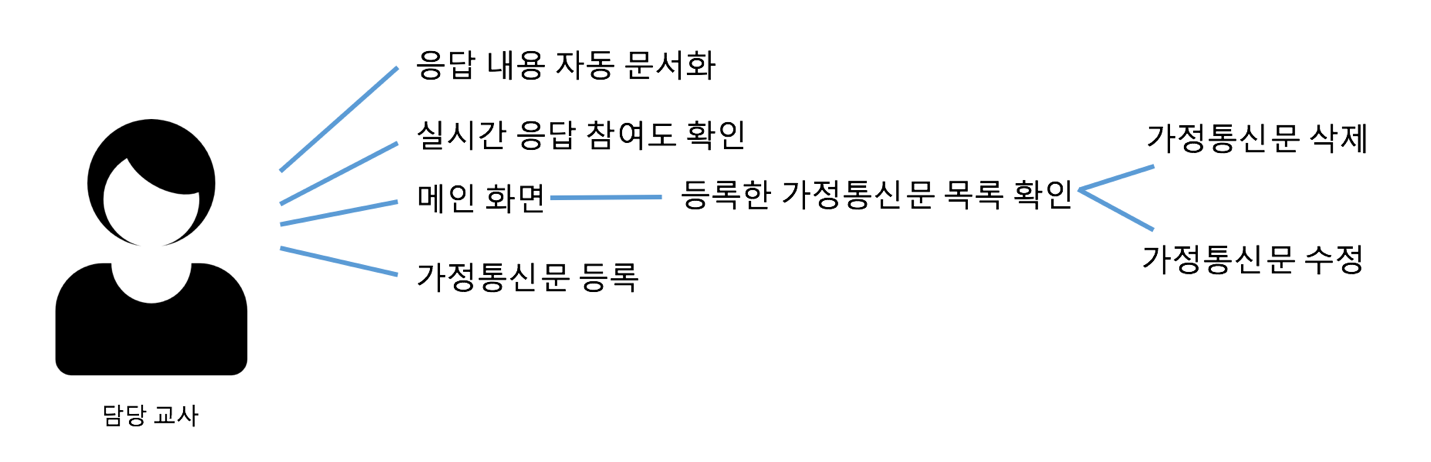 응답 내용 자동 문서화
실시간 응답 참여도 확인
메인 화면
등록한 가정통신문 목록 확인
가정통신문 삭제
가정통신문 수정
가정통신문 등록
담당 교사